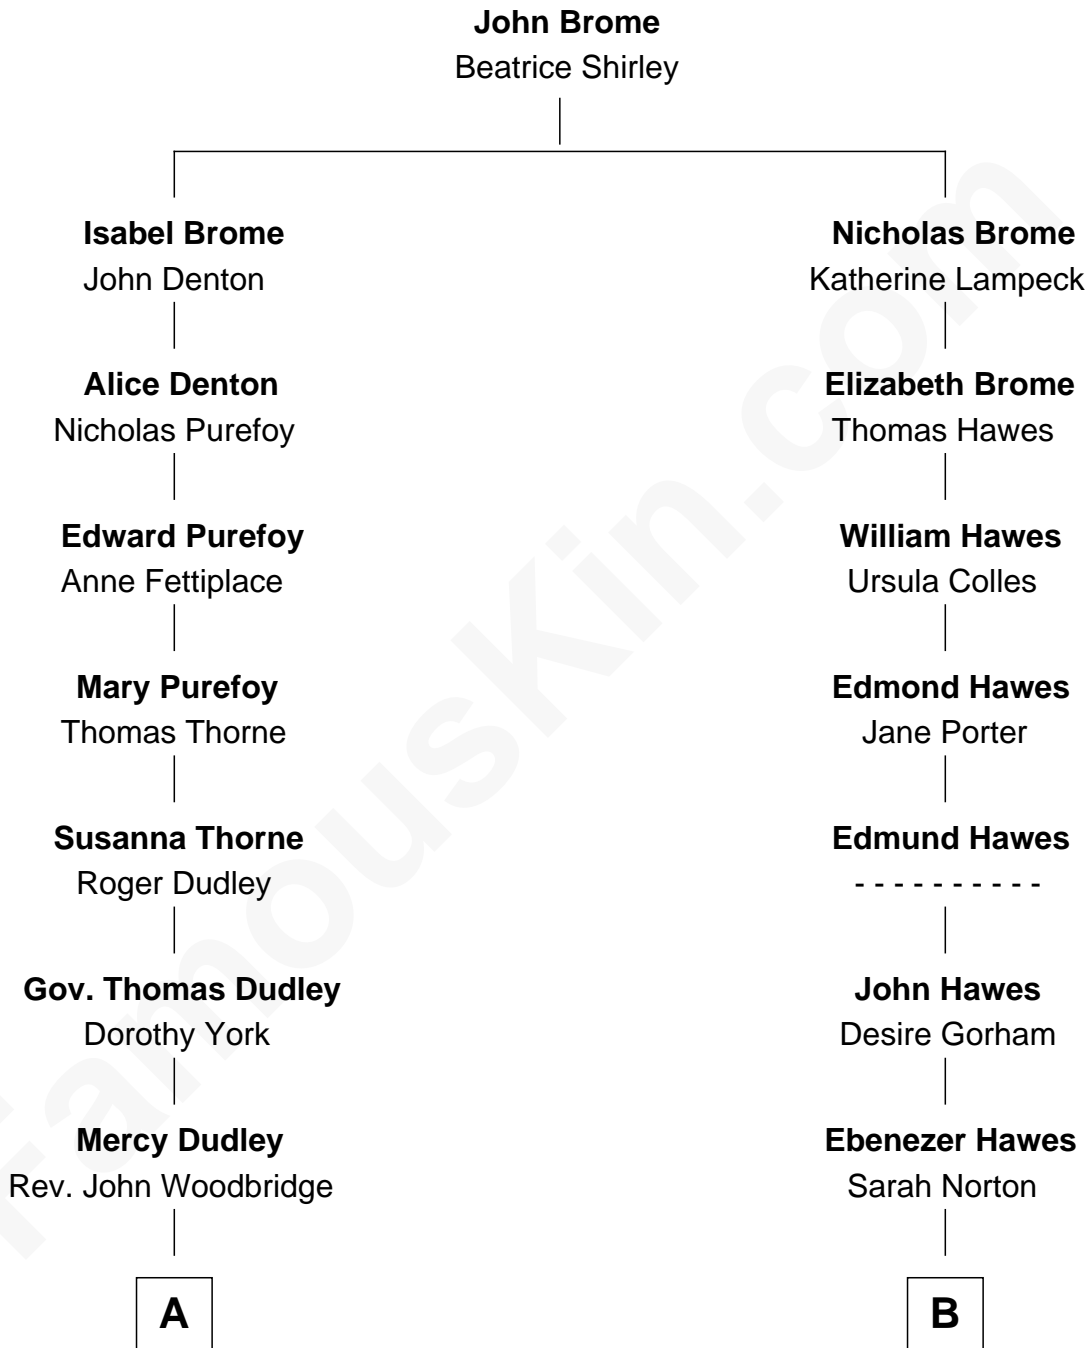 John Brome
Beatrice Shirley
Isabel Brome
John Denton
Nicholas Brome
Katherine Lampeck
Alice Denton
Nicholas Purefoy
Elizabeth Brome
Thomas Hawes
Edward Purefoy
Anne Fettiplace
William Hawes
Ursula Colles
Mary Purefoy
Thomas Thorne
Edmond Hawes
Jane Porter
Susanna Thorne
Roger Dudley
Edmund Hawes
- - - - - - - - - -
Gov. Thomas Dudley
Dorothy York
John Hawes
Desire Gorham
Mercy Dudley
Rev. John Woodbridge
Ebenezer Hawes
Sarah Norton
A
B
FamousKin.com